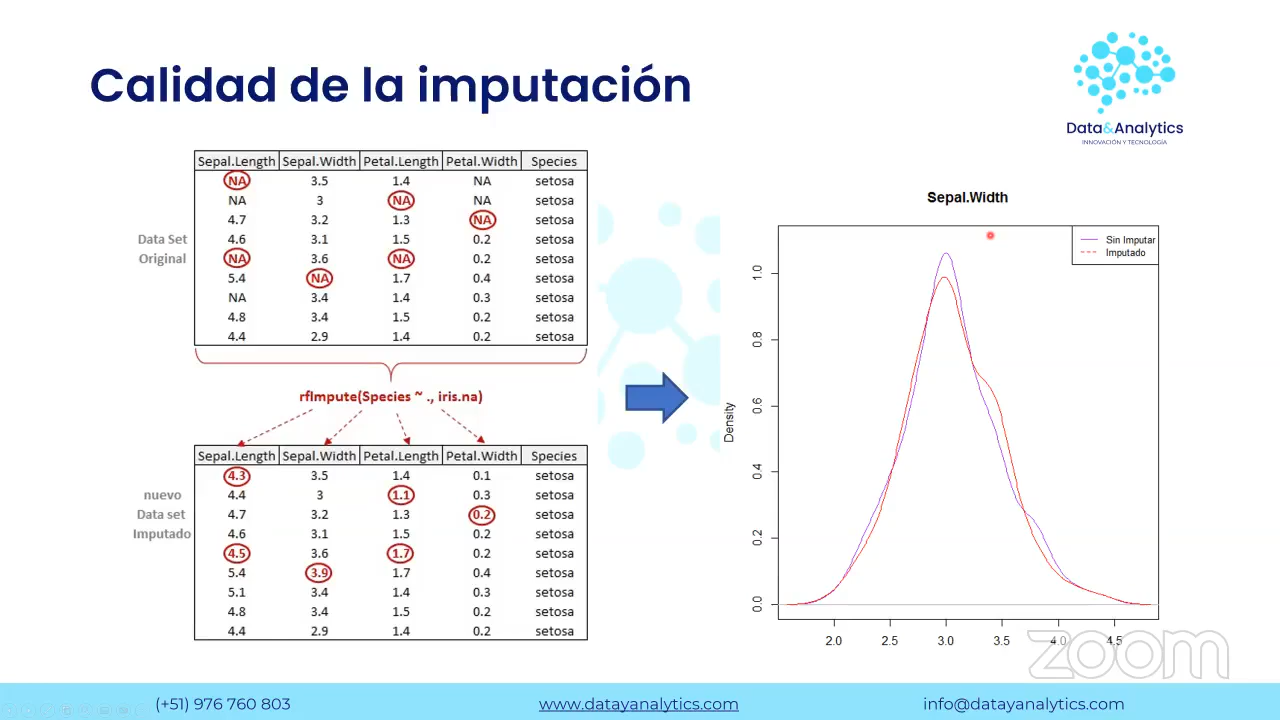 Calidad de la imputación
Data&Analytics
INNOVACIÓN Y TECNOLOGÍA
Sepal.Length Sepal.Width Petal.Length Petal.Width Species
NA 3.5 1.4 NA setosa
NA 3 NA NA setosa
4.7 3.2 1.3 NA setosa
Data Set 4.6 3.1 1.5 0.2 setosa
Original NA 3.6 NA 0.2 setosa
5.4 NA 1.7 0.4 setosa
NA 3.4 1.4 0.3 setosa
4.8 3.4 1.5 0.2 setosa
4.4 2.9 1.4 0.2 setosa
rfImpute(Species ~ ., iris.na)
Sepal.Length Sepal.Width Petal.Length Petal.Width Species
4.3 3.5 1.4 0.1 setosa
nuevo 4.4 3 1.1 0.3 setosa
Data set 4.7 3.2 1.3 0.2 setosa
Imputado 4.6 3.1 1.5 0.2 setosa
4.5 3.6 1.7 0.2 setosa
5.4 3.9 1.7 0.4 setosa
5.1 3.4 1.4 0.3 setosa
4.8 3.4 1.5 0.2 setosa
4.4 2.9 1.4 0.2 setosa
Sepal.Width
Sin Imputar
Imputado
Density
1.0
0.8
0.6
0.4
0.2
0.0
2.0 2.5 3.0 3.5 4.0 4.5
zoom
(+51) 976 760 803 www.datayanalytics.com info@datayanalytics.com